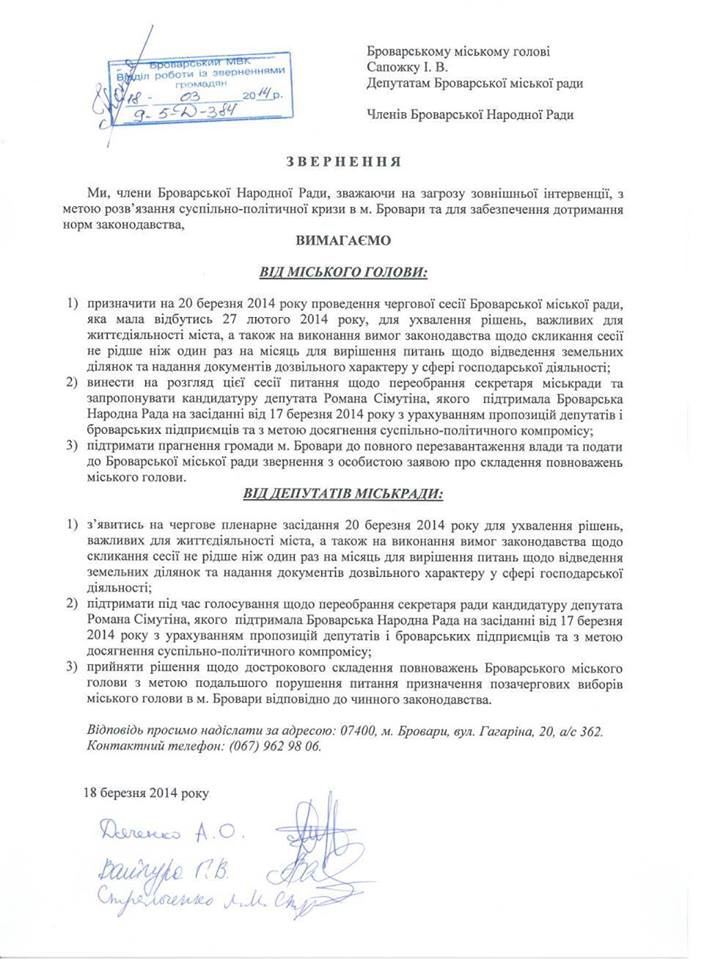 Броварський МВК
Відділ роботи із зверненнями
громадян
18 - 03 2014 р.
9-5-Д-384
Броварському міському голові
Сапожку І. В.
Депутатам Броварської міської ради
Членів Броварської Народної Ради
ЗВЕРНЕННЯ
Ми, члени Броварської Народної Ради, зважаючи на загрозу зовнішньої інтервенції, з
метою розв’язання суспільно-політичної кризи в м. Бровари та для забезпечення дотримання
норм законодавства,
ВИМАГАЄМО
ВІД МІСЬКОГО ГОЛОВИ:
1) призначити на 20 березня 2014 року проведення чергової сесії Броварської міської ради,
яка мала відбутись 27 лютого 2014 року, для ухвалення рішень, важливих для
життєдіяльності міста, а також на виконання вимог законодавства щодо скликання сесії
не рідше ніж один раз на місяць для вирішення питань щодо відведення земельних
ділянок та надання документів дозвільного характеру у сфері господарської діяльності;
2) винести на розгляд цієї сесії питання щодо переобрання секретаря міськради та
запропонувати кандидатуру депутата Романа Сімутіна, якого підтримала Броварська
Народна Рада на засіданні від 17 березня 2014 року з урахуванням пропозицій депутатів і
броварських підприємців та з метою досягнення суспільно-політичного компромісу;
3) підтримати прагнення громади м. Бровари до повного перезавантаження влади та подати
до Броварської міської ради звернення з особистою заявою про складення повноважень
міського голови.
ВІД ДЕПУТАТІВ МІСЬКРАДИ:
1) з’явитись на чергове пленарне засідання 20 березня 2014 року для ухвалення рішень,
важливих для життєдіяльності міста, а також на виконання вимог законодавства щодо
скликання сесії не рідше ніж один раз на місяць для вирішення питань щодо відведення
земельних ділянок та надання документів дозвільного характеру у сфері господарської
діяльності;
2) підтримати під час голосування щодо переобрання секретаря ради кандидатуру депутата
Романа Сімутіна, якого підтримала Броварська Народна Рада на засіданні від 17 березня
2014 року з урахуванням пропозицій депутатів і броварських підприємців та з метою
досягнення суспільно-політичного компромісу;
3) прийняти рішення щодо дострокового складення повноважень Броварського міського
голови з метою подальшого порушення питання призначення позачергових виборів
міського голови в м. Бровари відповідно до чинного законодавства.
Відповідь просимо надіслати за адресою: 07400, м. Бровари, вул. Гагаріна, 20, а/с 362.
Контактний телефон: (067) 962 98 06.
18 березня 2014 року
Дяченко А.О.
Вайпуро Г.В.
Стрельченко Л.М.